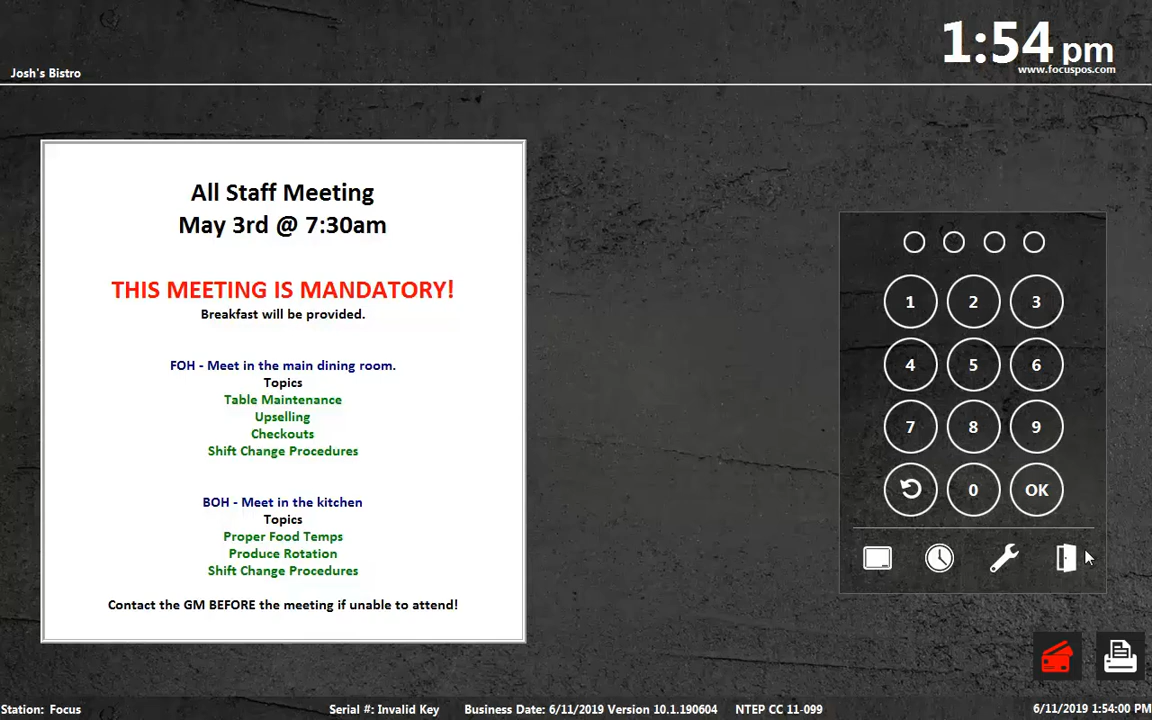 1:54 pm
www.focuspos.com
Josh's Bistro
All Staff Meeting
May 3rd @ 7:30am
THIS MEETING IS MANDATORY!
Breakfast will be provided.
FOH - Meet in the main dining room.
Topics
Table Maintenance
Upselling
Checkouts
Shift Change Procedures
BOH - Meet in the kitchen
Topics
Proper Food Temps
Produce Rotation
Shift Change Procedures
Contact the GM BEFORE the meeting if unable to attend!
1 2 3
4 5 6
7 8 9
0 OK
Station: Focus Serial #: Invalid Key Business Date: 6/11/2019 Version 10.1.190604 NTEP CC 11-099 6/11/2019 1:54:00 PM